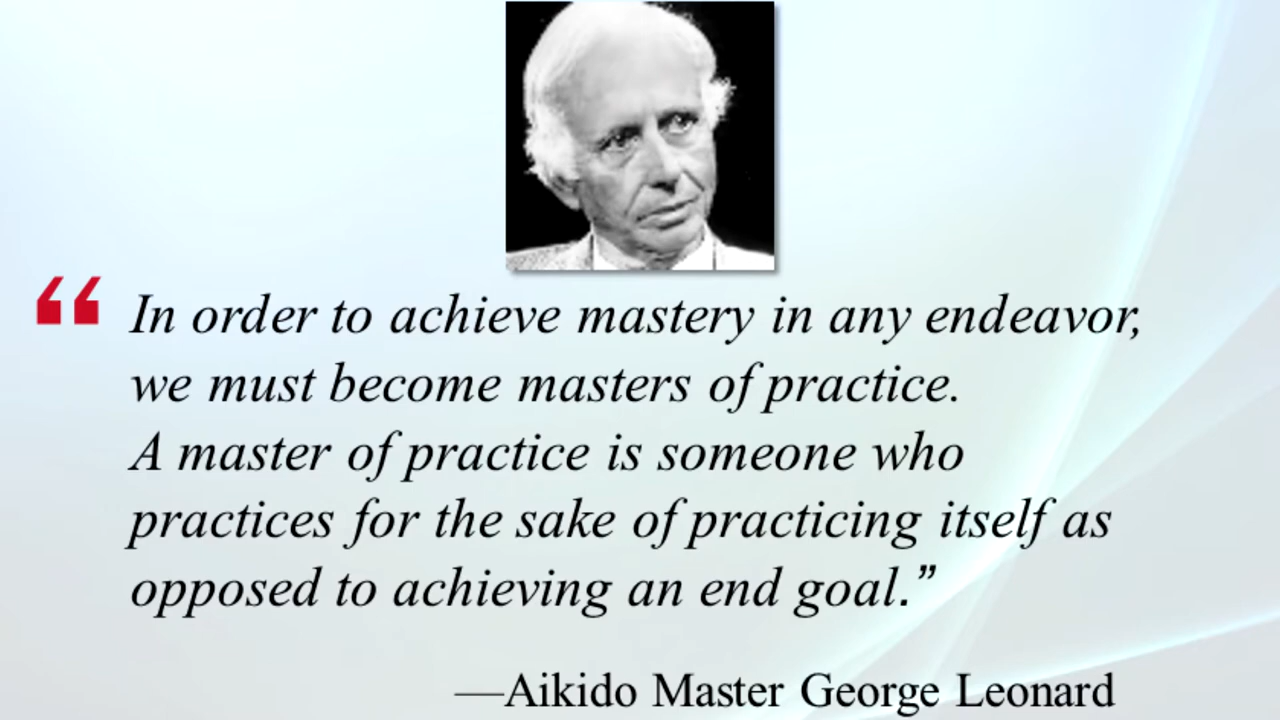 “ In order to achieve mastery in any endeavor,
we must become masters of practice.
A master of practice is someone who
practices for the sake of practicing itself as
opposed to achieving an end goal.”
—Aikido Master George Leonard